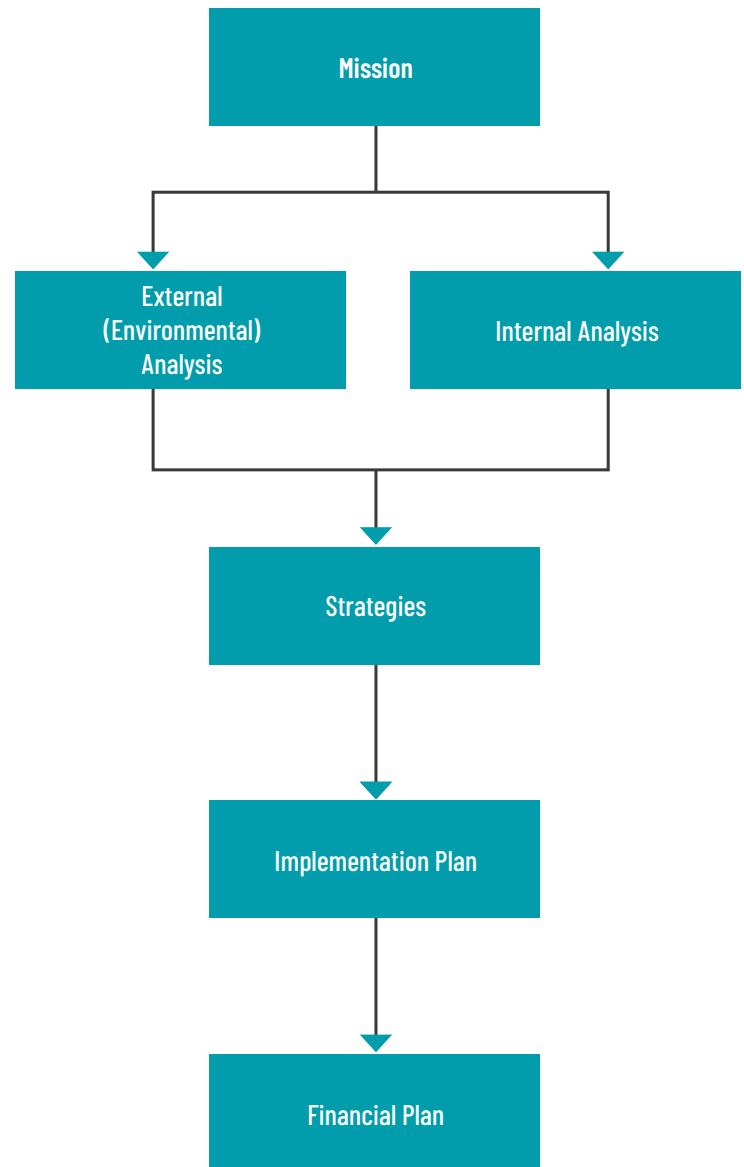 Mission
External
(Environmental)
Analysis
Internal Analysis
Strategies
Implementation Plan
Financial Plan